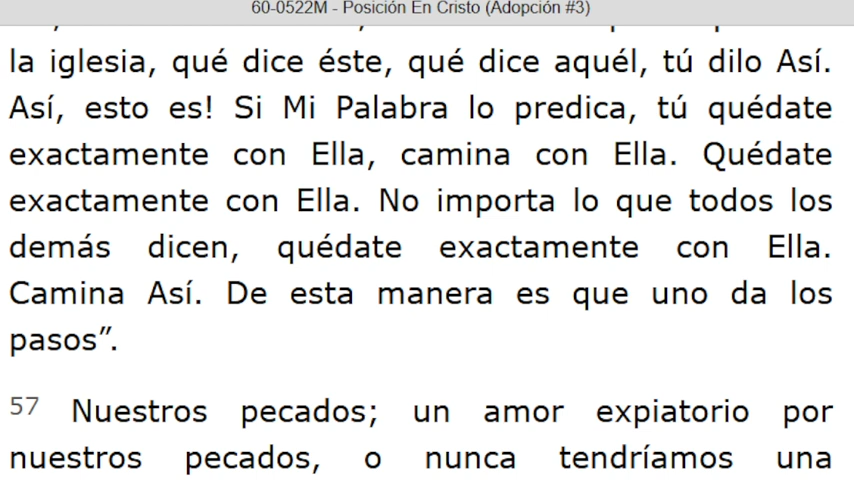 60-0522M - Posición En Cristo (Adopción #3)
la iglesia, qué dice éste, qué dice aquél, tú dilo Así.
Así, esto es! Si Mi Palabra lo predica, tú quédate
exactamente con Ella, camina con Ella. Quédate
exactamente con Ella. No importa lo que todos los
demás dicen, quédate exactamente con Ella.
Camina Así. De esta manera es que uno da los
pasos”.
57 Nuestros pecados; un amor expiatorio por
nuestros pecados, o nunca tendríamos una